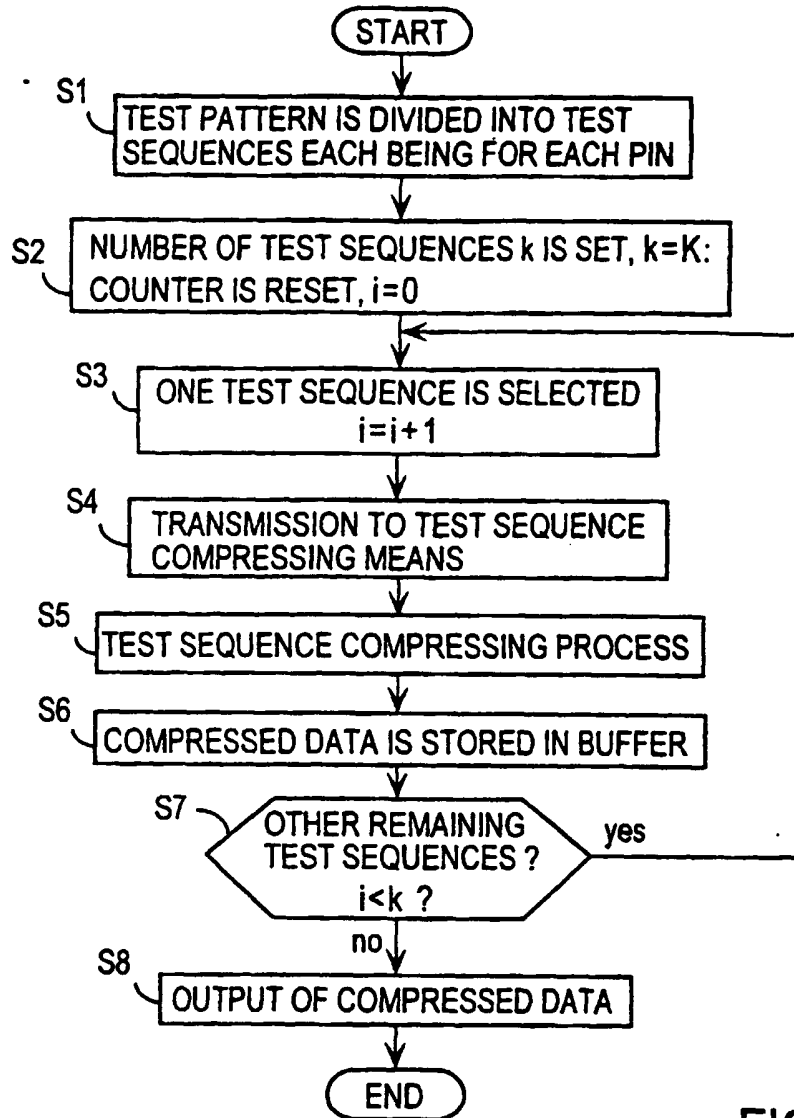 START
S1
TEST PATTERN IS DIVIDED INTO TEST
SEQUENCES EACH BEING FOR EACH PIN
S2
NUMBER OF TEST SEQUENCES k IS SET, k=K:
COUNTER IS RESET, i=0
S3
ONE TEST SEQUENCE IS SELECTED
i=i+1
S4
TRANSMISSION TO TEST SEQUENCE
COMPRESSING MEANS
S5
TEST SEQUENCE COMPRESSING PROCESS
S6
COMPRESSED DATA IS STORED IN BUFFER
S7
OTHER REMAINING
TEST SEQUENCES ?
i<k ?
yes
no
S8
OUTPUT OF COMPRESSED DATA
END